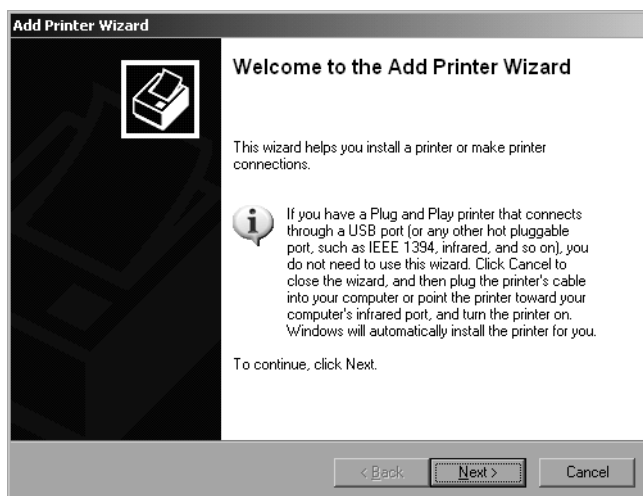 Add Printer Wizard
Welcome to the Add Printer Wizard
This wizard helps you install a printer or make printer
connections.
If you have a Plug and Play printer that connects
through a USB port (or any other hot pluggable
port, such as IEEE 1394, infrared, and so on), you
do not need to use this wizard. Click Cancel to
close the wizard, and then plug the printer's cable
into your computer or point the printer toward your
computer's infrared port, and turn the printer on.
Windows will automatically install the printer for you.
To continue, click Next.
< Back
Next >
Cancel